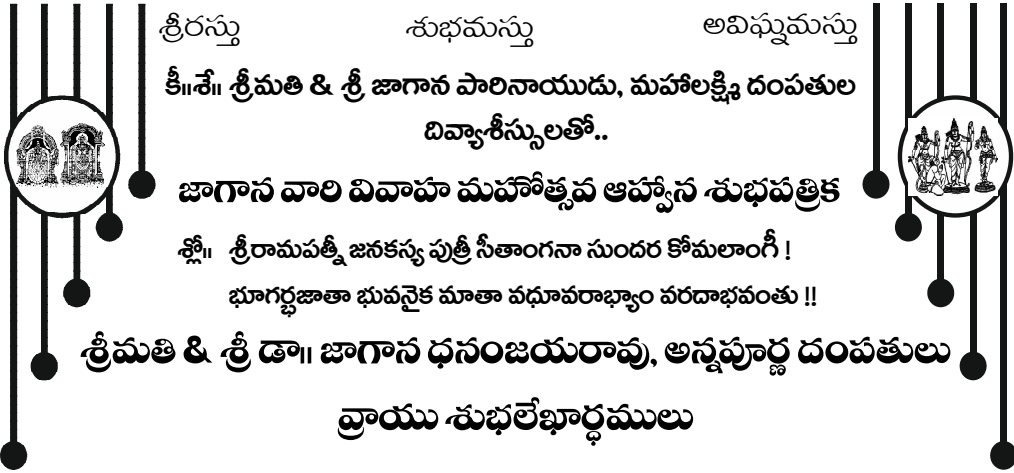 శ్రీరస్తు శుభమస్తు అవిఘ్నమస్తు
కీ॥శే॥ శ్రీమతి & శ్రీ జాగాన పారినాయుడు, మహాలక్ష్మి దంపతుల
దివ్యాశీస్సులతో..
జాగాన వారి వివాహ మహోత్సవ ఆహ్వాన శుభపత్రిక
శ్లో॥ శ్రీరామపత్నీ జనకస్య పుత్రీ సీతాంగనా సుందర కోమలాంగీ !
భూగర్భజాతా భువనైక మాతా వధూవరాభ్యాం వరదాభవంతు !!
శ్రీమతి & శ్రీ డా॥ జాగాన ధనంజయరావు, అన్నపూర్ణ దంపతులు
వ్రాయు శుభలేఖార్ధములు